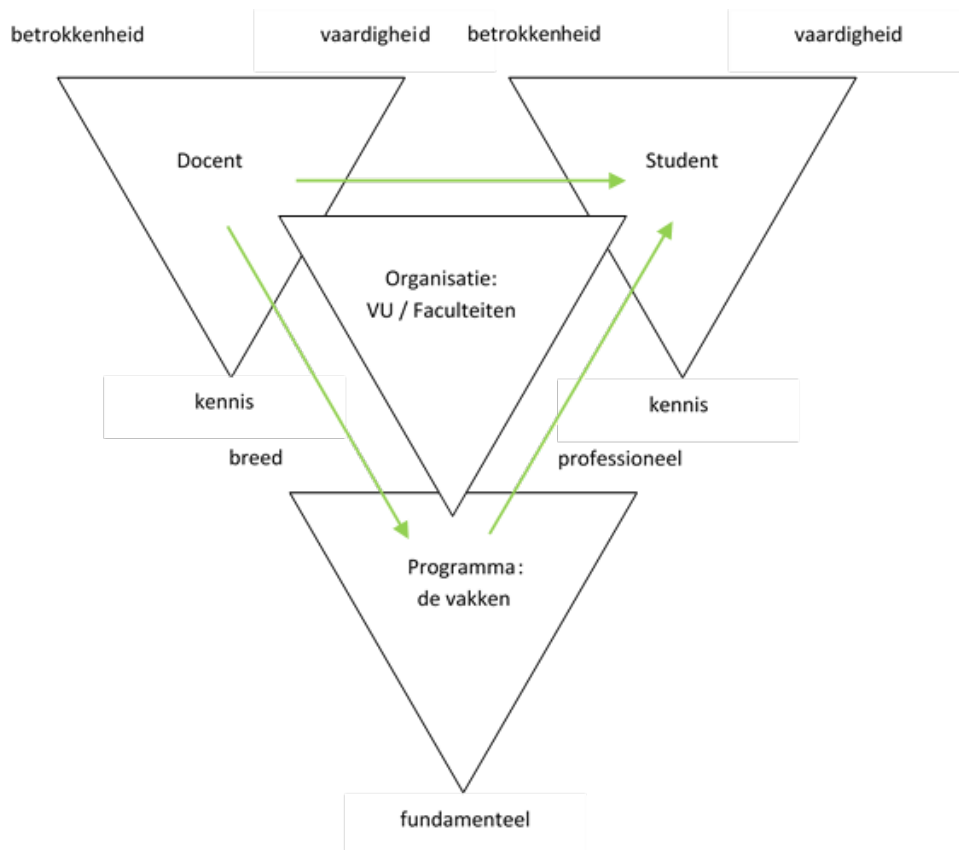 betrokkenheid vaardigheid betrokkenheid vaardigheid
Docent Student
Organisatie:
VU / Faculteiten
kennis kennis
breed professioneel
Programma:
de vakken
fundamenteel